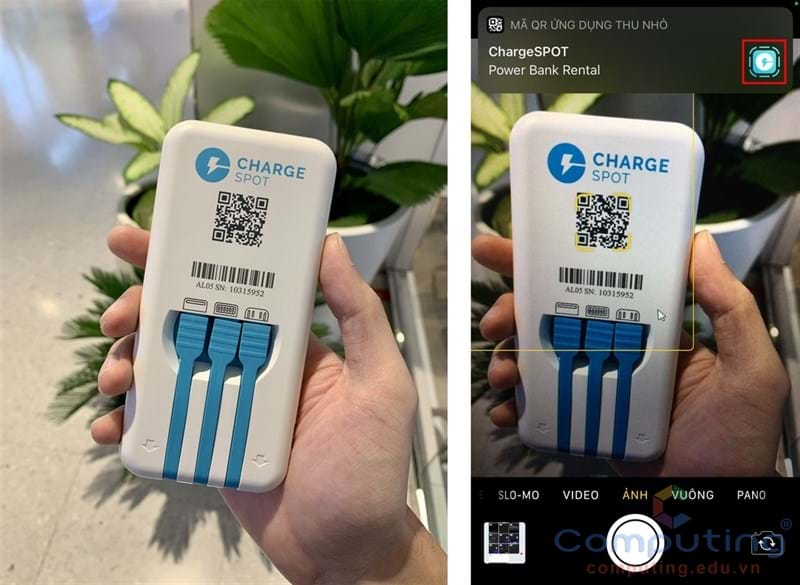 CHARGE
SPOT
AL05 SN: 10315952
MÃ QR ỨNG DỤNG THU NHỎ
ChargeSPOT
Power Bank Rental
CHARGE
SPOT
AL05 SN: 10315952
SLO-MO VIDEO ẢNH VUÔNG PANO
Computing®
computing.edu.vn